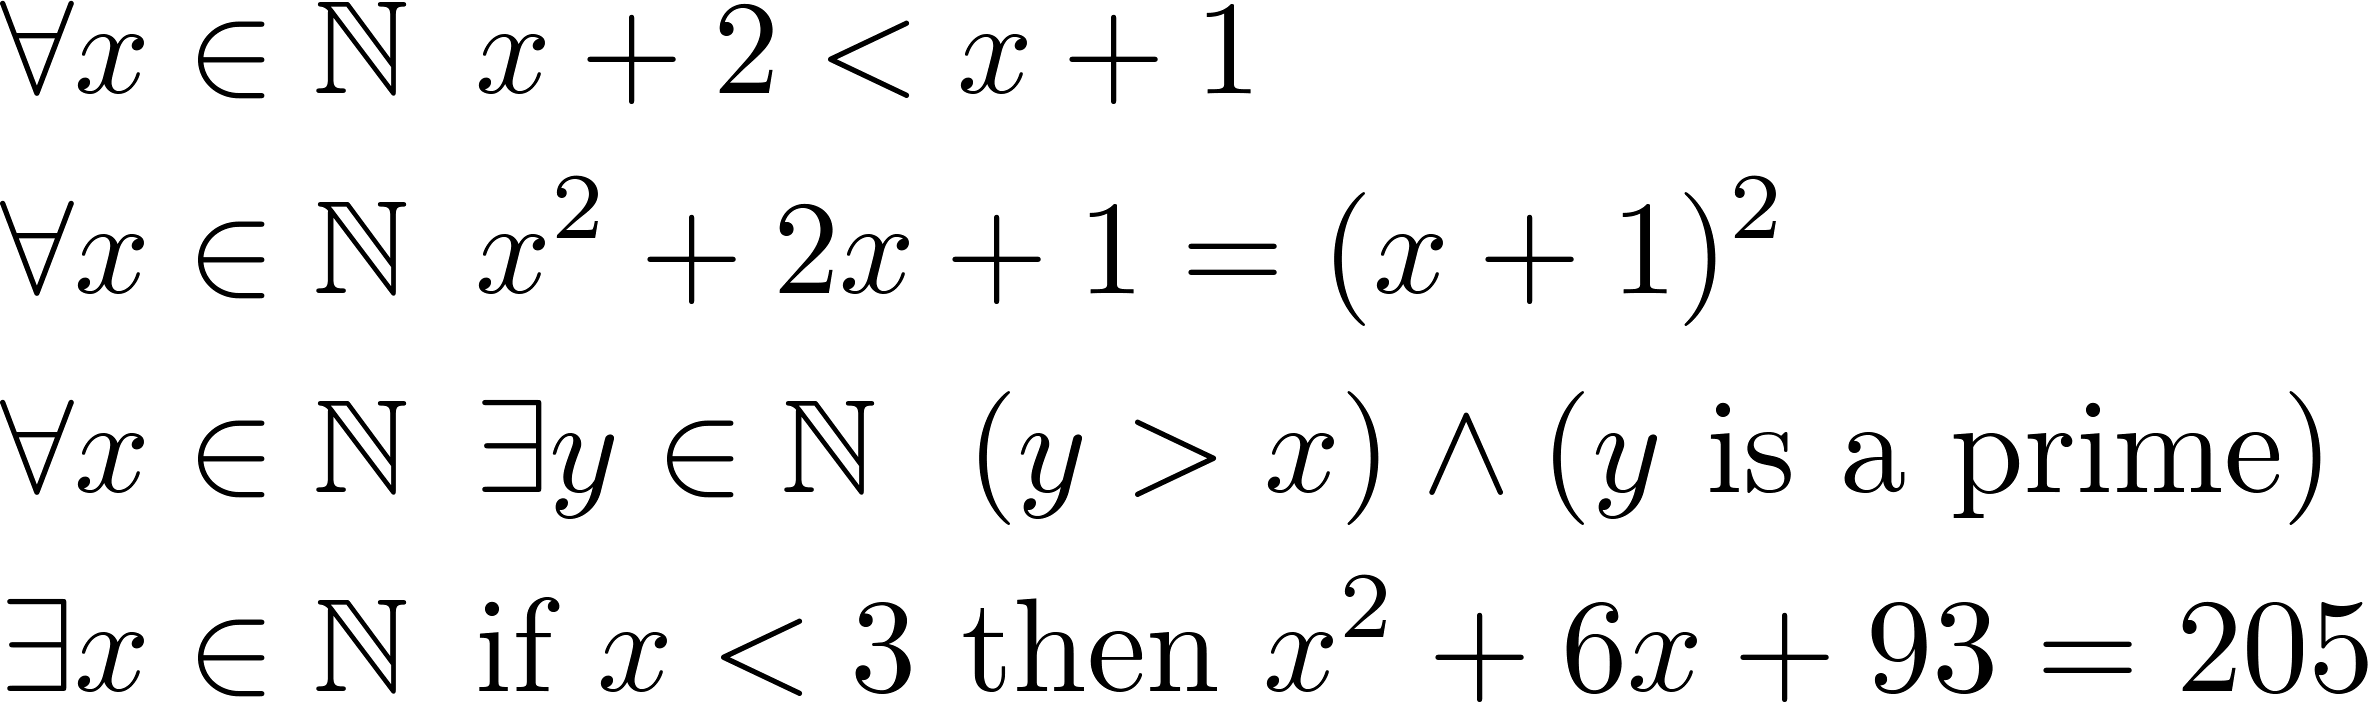 ∀x ∈ ℕ x + 2 < x + 1
∀x ∈ ℕ x² + 2x + 1 = (x + 1)²
∀x ∈ ℕ ∃y ∈ ℕ (y > x) ∧ (y is a prime)
∃x ∈ ℕ if x < 3 then x² + 6x + 93 = 205